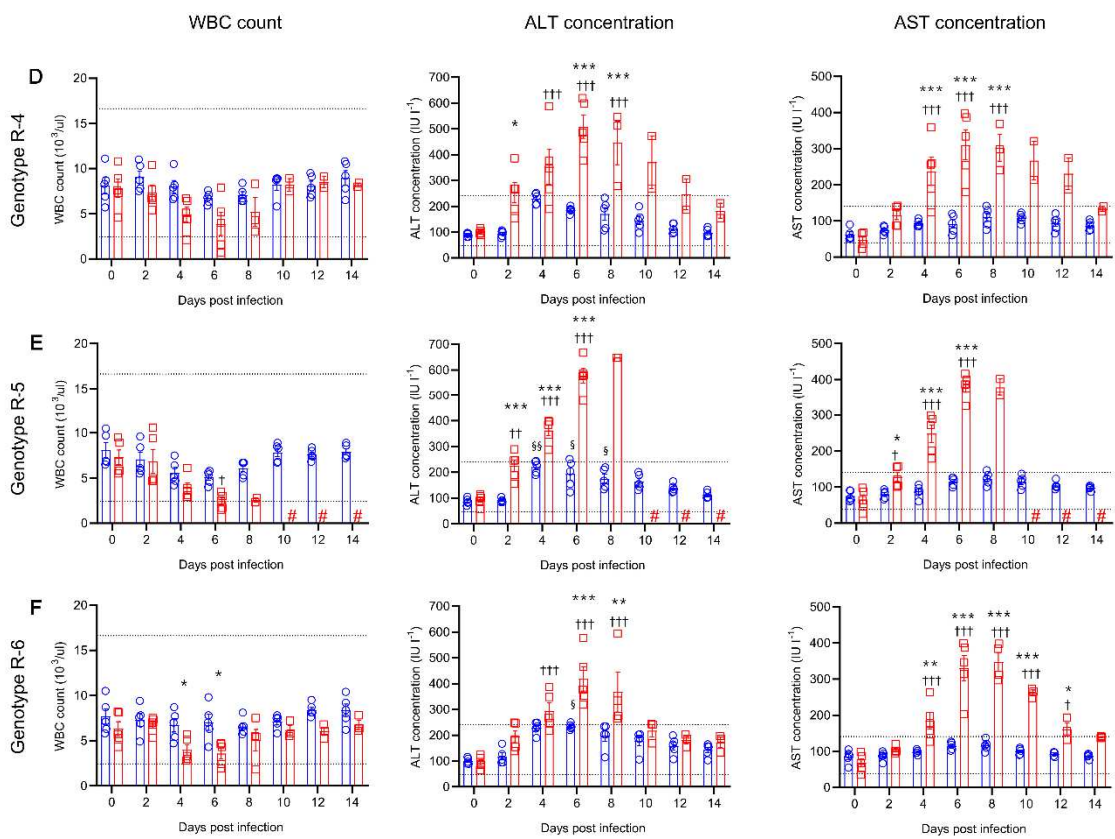 WBC count ALT concentration AST concentration
D
Genotype R-4
WBC count (10^3/ul)
20
15
10
5
0
0 2 4 6 8 10 12 14
Days post infection
ALT concentration (IU l^-1)
700
600
500
400
300
200
100
0
* ††† *** ††† *** †††
0 2 4 6 8 10 12 14
Days post infection
AST concentration (IU l^-1)
500
400
300
200
100
0
*** ††† *** ††† *** †††
0 2 4 6 8 10 12 14
Days post infection
E
Genotype R-5
WBC count (10^3/ul)
20
15
10
5
0
† # # #
0 2 4 6 8 10 12 14
Days post infection
ALT concentration (IU l^-1)
700
600
500
400
300
200
100
0
*** †† §§ *** ††† § *** ††† § # # #
0 2 4 6 8 10 12 14
Days post infection
AST concentration (IU l^-1)
500
400
300
200
100
0
* † *** ††† *** ††† # # #
0 2 4 6 8 10 12 14
Days post infection
F
Genotype R-6
WBC count (10^3/ul)
20
15
10
5
0
* *
0 2 4 6 8 10 12 14
Days post infection
ALT concentration (IU l^-1)
700
600
500
400
300
200
100
0
††† § *** ††† ** †††
0 2 4 6 8 10 12 14
Days post infection
AST concentration (IU l^-1)
500
400
300
200
100
0
** ††† *** ††† *** ††† *** ††† * †
0 2 4 6 8 10 12 14
Days post infection